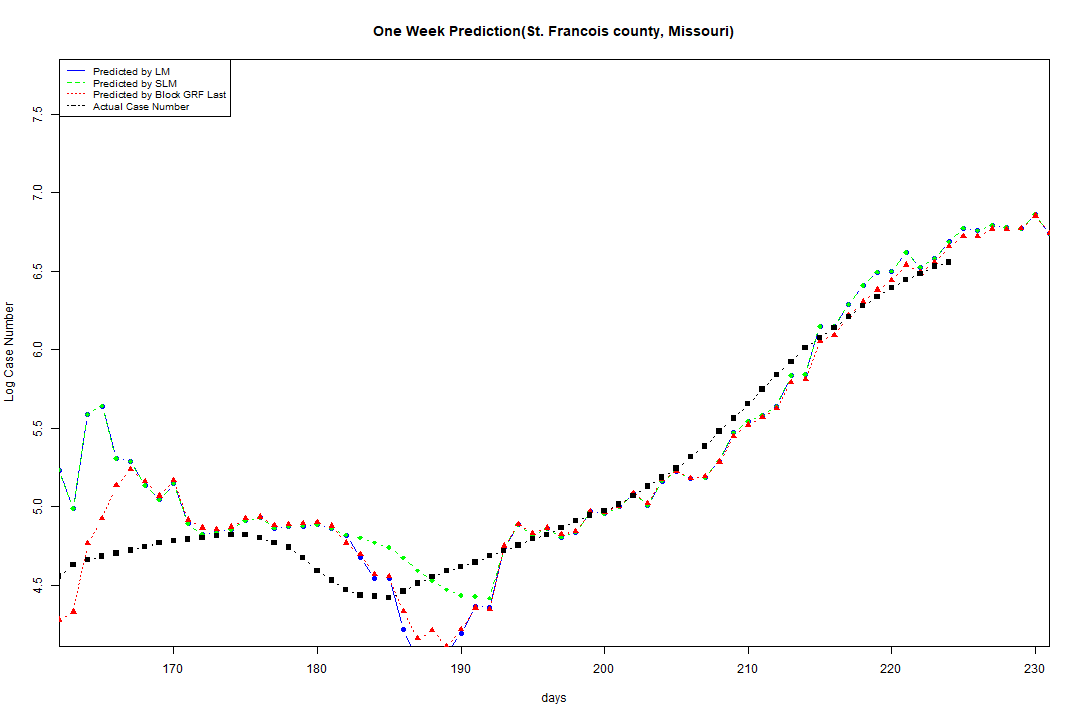 One Week Prediction(St. Francois county, Missouri)
Predicted by LM
Predicted by SLM
Predicted by Block GRF Last
Actual Case Number
7.5
7.0
6.5
6.0
5.5
5.0
4.5
Log Case Number
170 180 190 200 210 220 230
days